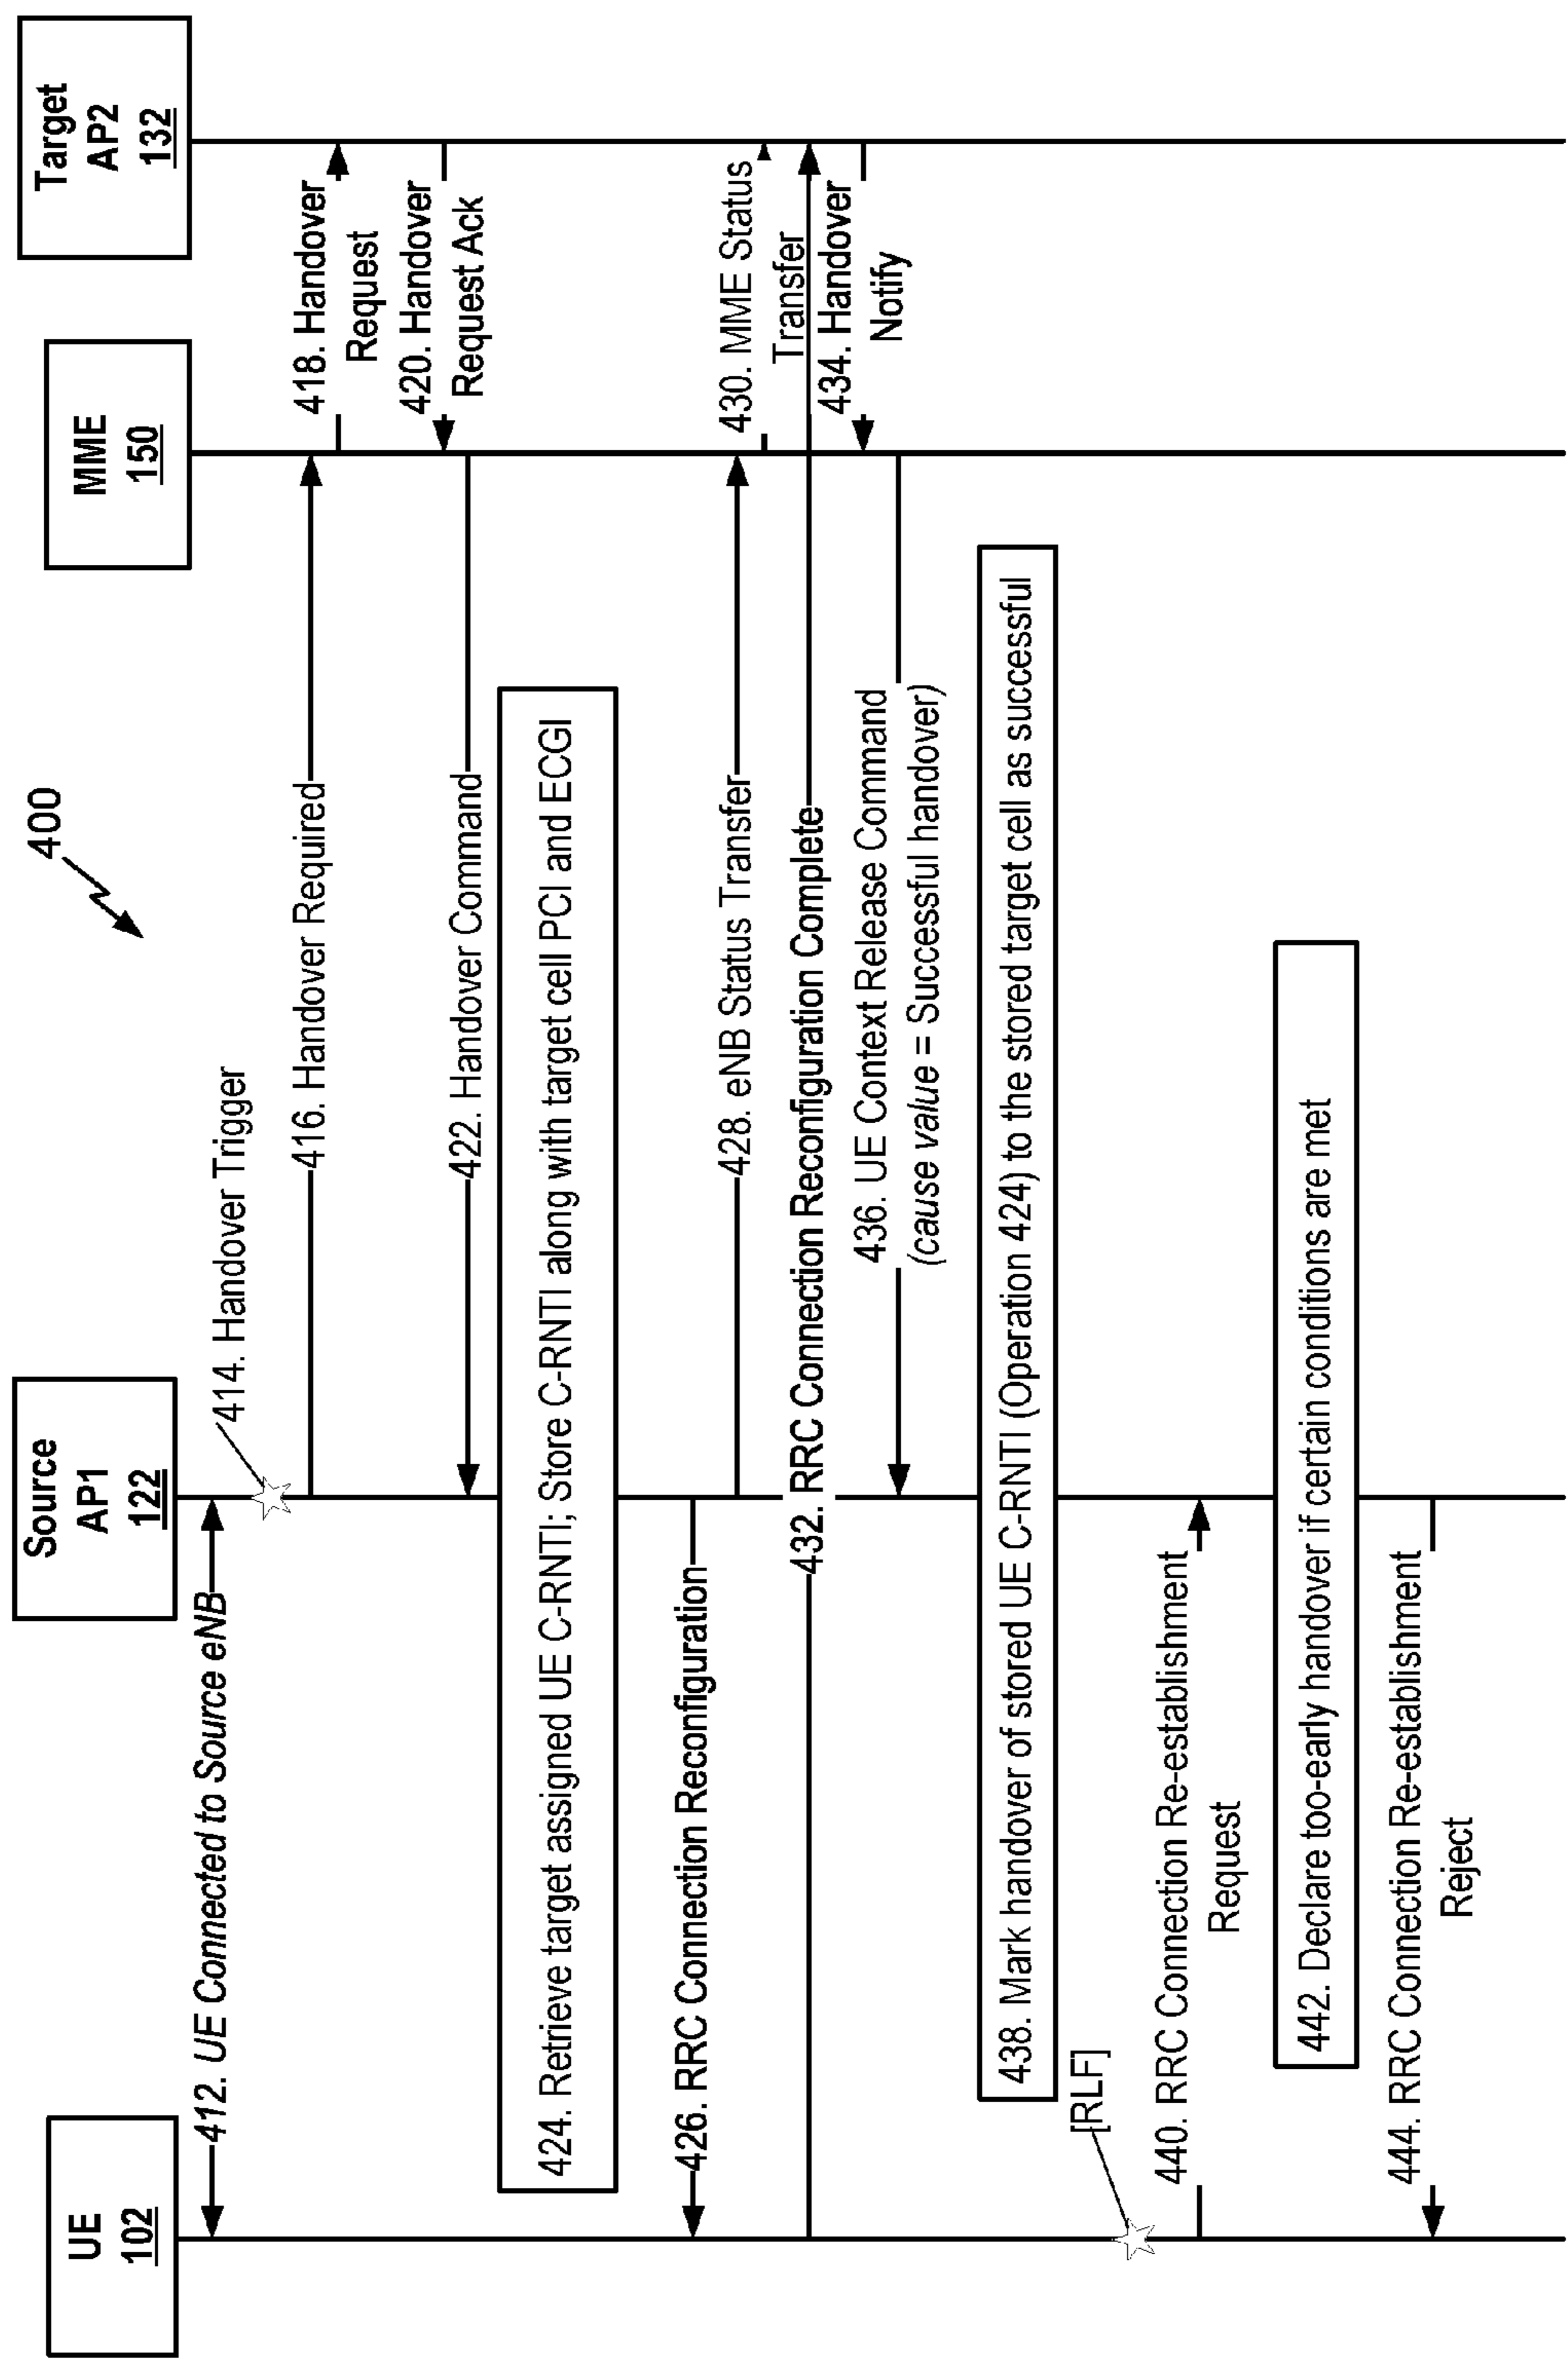 400
UE
102
Source
AP1
122
MME
150
Target
AP2
132
412. UE Connected to Source eNB
414. Handover Trigger
416. Handover Required
418. Handover
Request
420. Handover
Request Ack
422. Handover Command
424. Retrieve target assigned UE C-RNTI; Store C-RNTI along with target cell PCI and ECGI
426. RRC Connection Reconfiguration
428. eNB Status Transfer
430. MME Status
Transfer
432. RRC Connection Reconfiguration Complete
434. Handover
Notify
436. UE Context Release Command
(cause value = Successful handover)
438. Mark handover of stored UE C-RNTI (Operation 424) to the stored target cell as successful
[RLF]
440. RRC Connection Re-establishment
Request
442. Declare too-early handover if certain conditions are met
444. RRC Connection Re-establishment
Reject